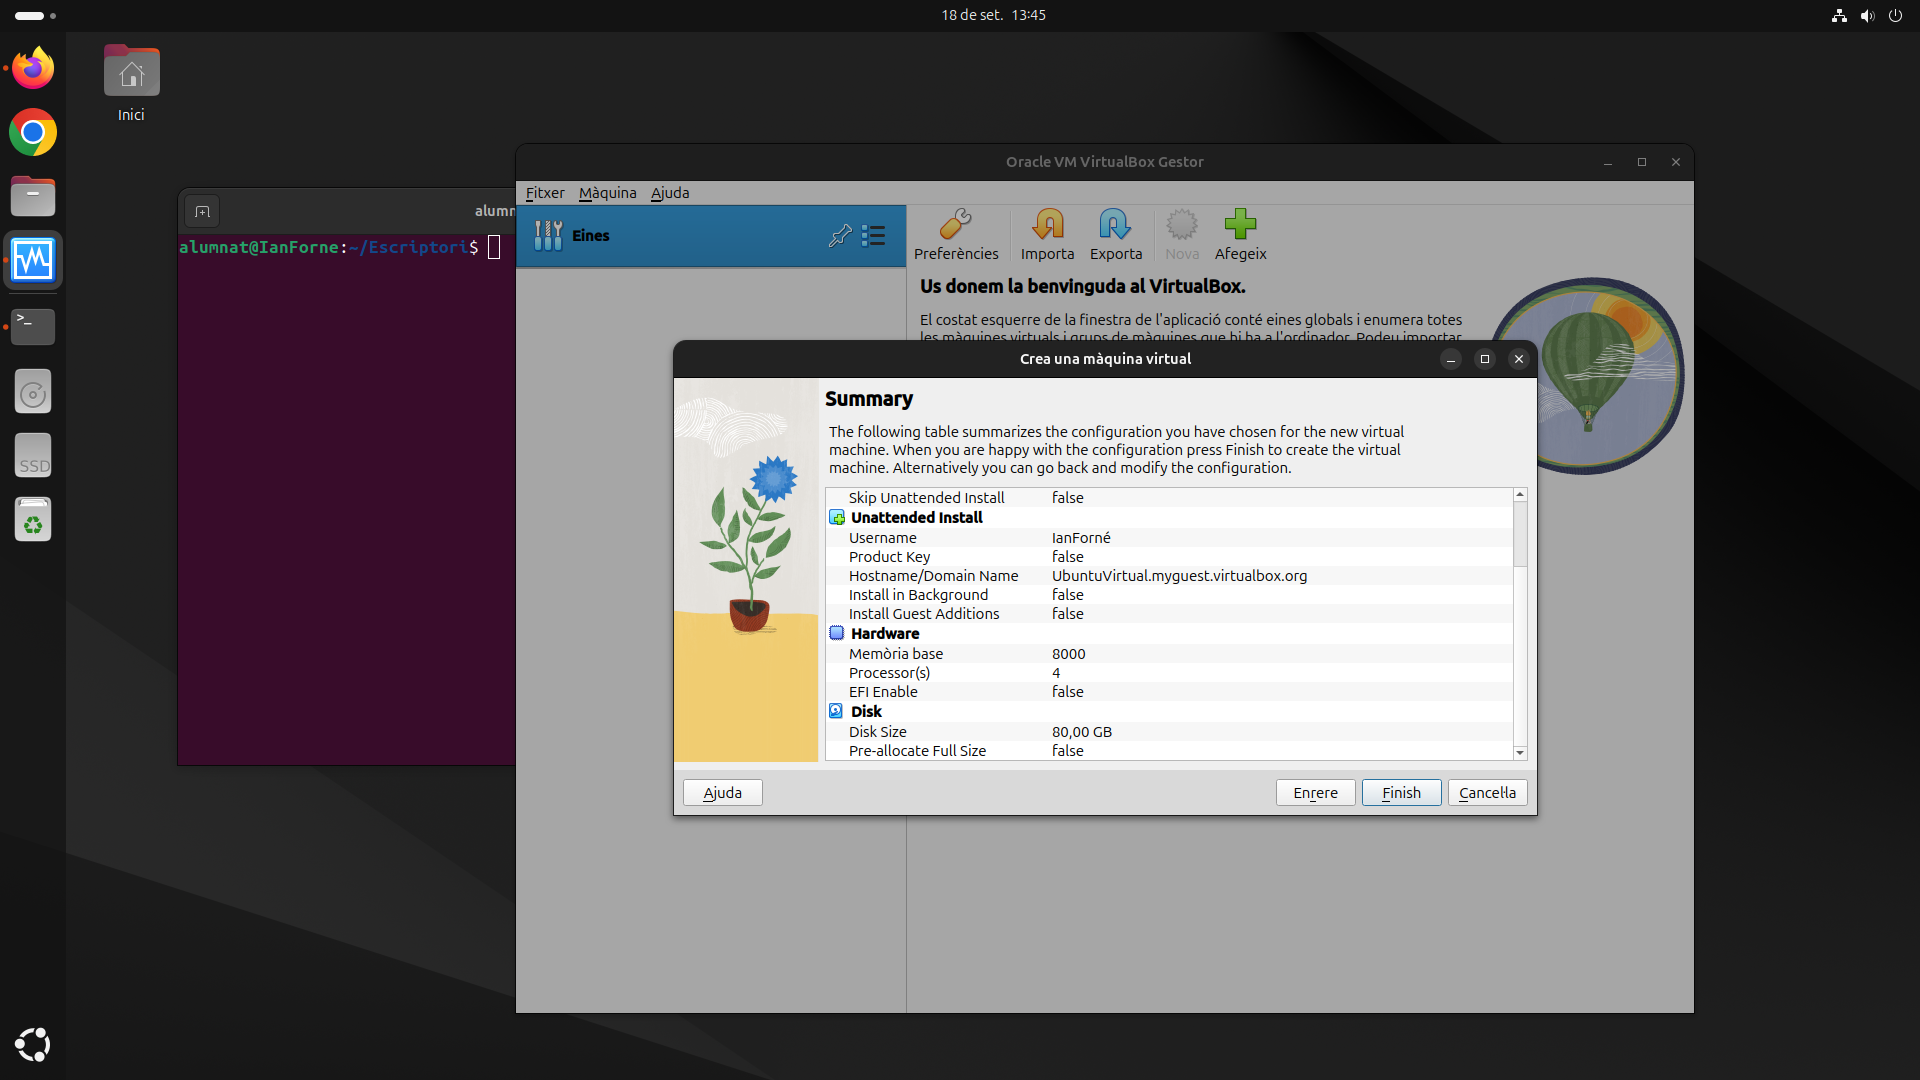 18 de set. 13:45
Inici
SSD
alumn
alumnat@IanForne:~/Escriptori$
Oracle VM VirtualBox Gestor
Fitxer Màquina Ajuda
Eines
Preferències Importa Exporta Nova Afegeix
Us donem la benvinguda al VirtualBox.
El costat esquerre de la finestra de l'aplicació conté eines globals i enumera totes
les màquines virtuals i grups de màquines que hi ha a l'ordinador. Podeu importar,
Crea una màquina virtual
Summary
The following table summarizes the configuration you have chosen for the new virtual
machine. When you are happy with the configuration press Finish to create the virtual
machine. Alternatively you can go back and modify the configuration.
Skip Unattended Install false
Unattended Install
Username IanForné
Product Key false
Hostname/Domain Name UbuntuVirtual.myguest.virtualbox.org
Install in Background false
Install Guest Additions false
Hardware
Memòria base 8000
Processor(s) 4
EFI Enable false
Disk
Disk Size 80,00 GB
Pre-allocate Full Size false
Ajuda Enrere Finish Cancel·la